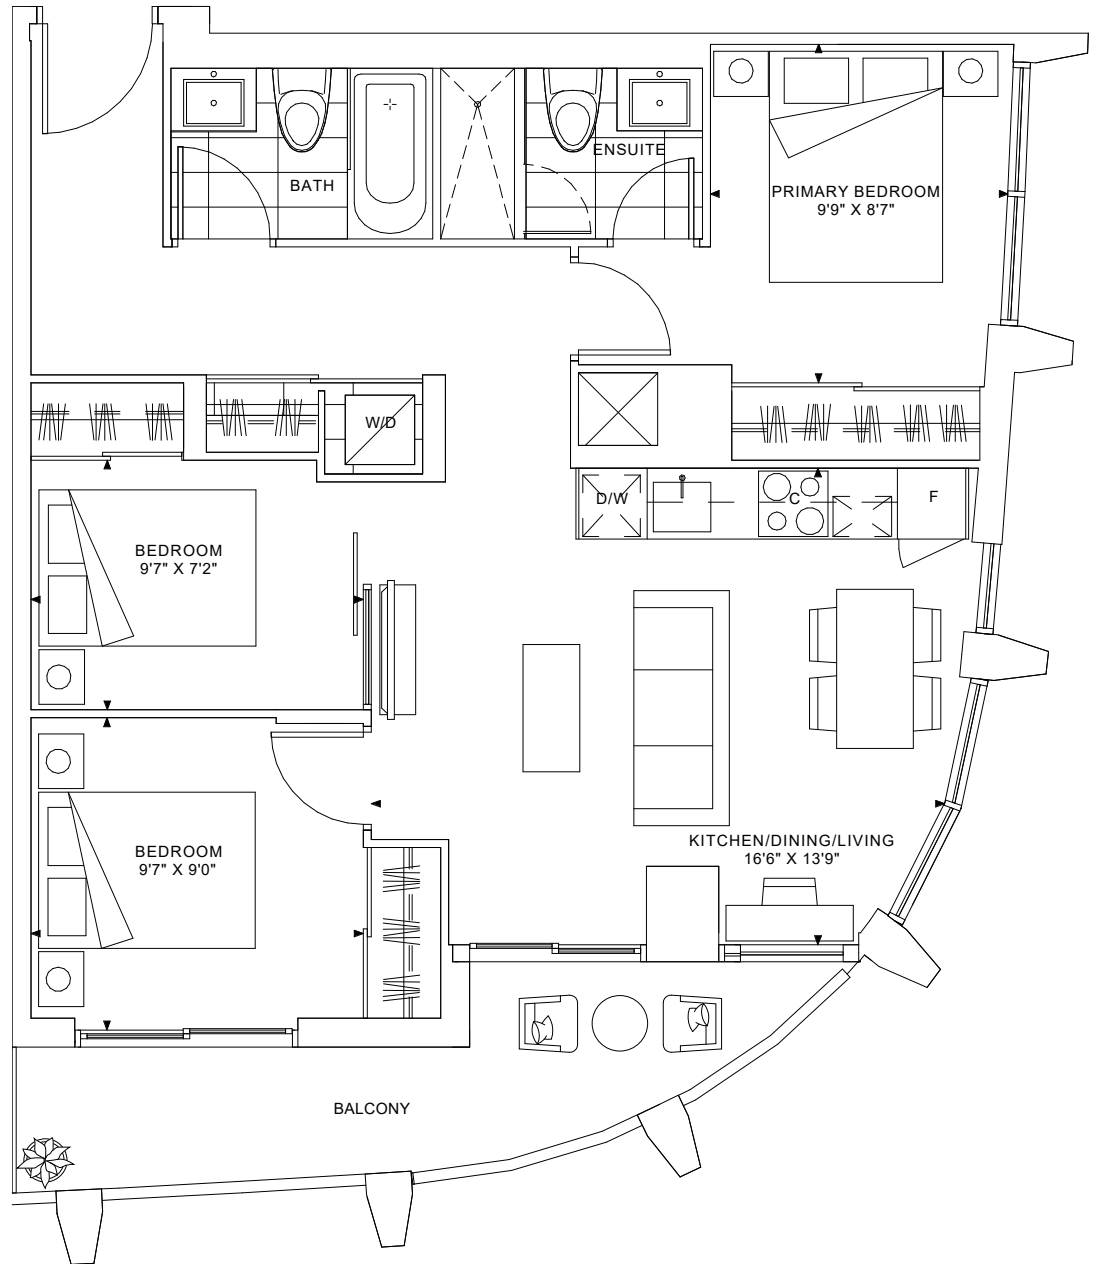 ENSUITE
BATH
PRIMARY BEDROOM
9'9" X 8'7"
W/D
D/W
C
F
BEDROOM
9'7" X 7'2"
KITCHEN/DINING/LIVING
16'6" X 13'9"
BEDROOM
9'7" X 9'0"
BALCONY